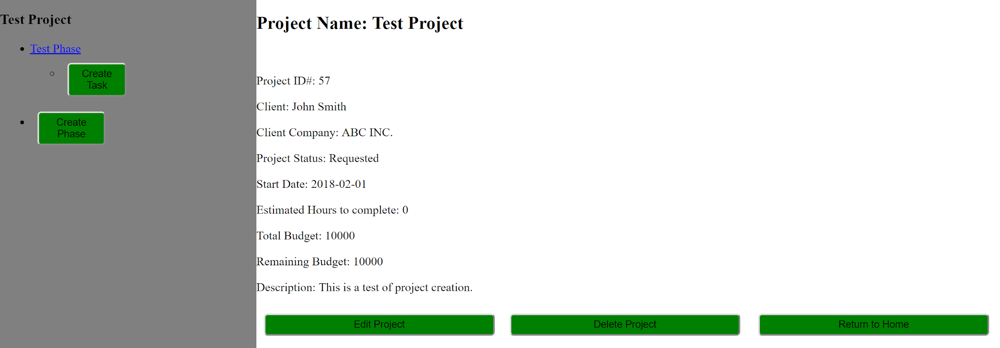 Test Project
Test Phase
Create
Task
Create
Phase
Project Name: Test Project
Project ID#: 57
Client: John Smith
Client Company: ABC INC.
Project Status: Requested
Start Date: 2018-02-01
Estimated Hours to complete: 0
Total Budget: 10000
Remaining Budget: 10000
Description: This is a test of project creation.
Edit Project
Delete Project
Return to Home